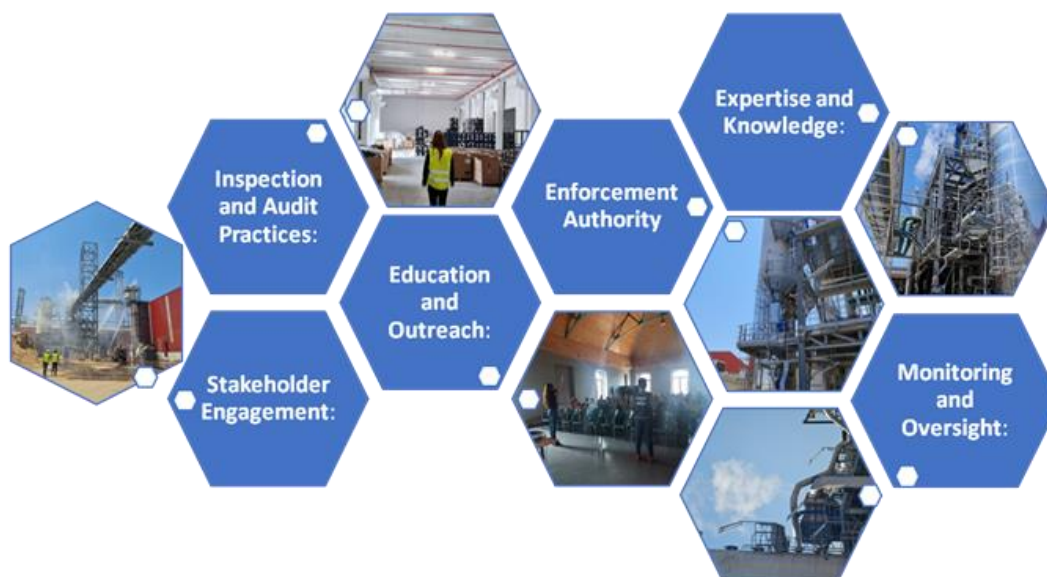 Inspection
and Audit
Practices:
Stakeholder
Engagement:
Education
and
Outreach:
Enforcement
Authority
Expertise and
Knowledge:
Monitoring
and
Oversight: